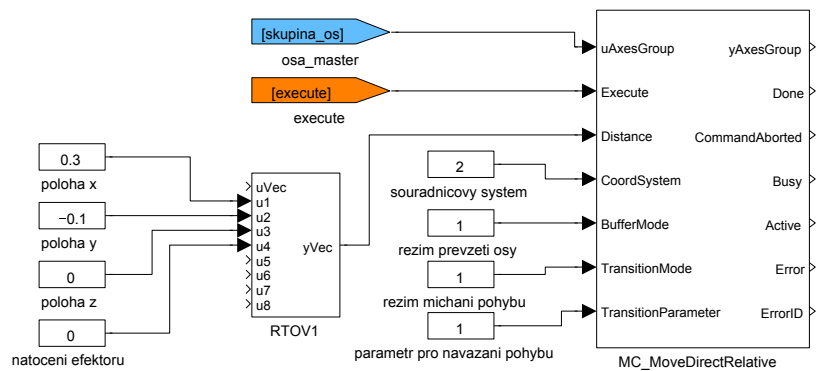 [skupina_os]
osa_master
[execute]
execute
0.3
poloha x
−0.1
poloha y
0
poloha z
0
natoceni efektoru
uVec
u1
u2
u3
u4
u5
u6
u7
u8
yVec
RTOV1
2
souradnicovy system
1
rezim prevzeti osy
1
rezim michani pohybu
1
parametr pro navazani pohybu
uAxesGroup
yAxesGroup
Execute
Done
Distance
CommandAborted
CoordSystem
Busy
BufferMode
Active
TransitionMode
Error
TransitionParameter
ErrorID
MC_MoveDirectRelative